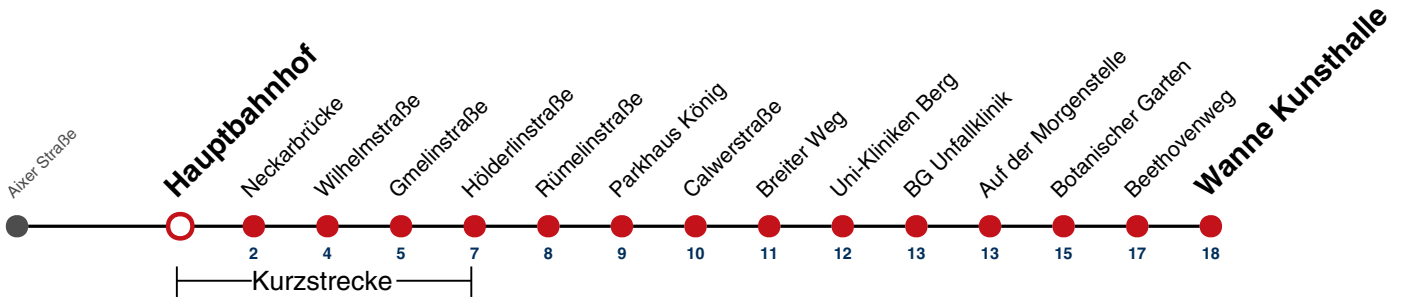 Aixer Straße
Hauptbahnhof
Neckarbrücke
Wilhelmstraße
Gmelinstraße
Hölderlinstraße
Rümelinstraße
Parkhaus König
Calwerstraße
Breiter Weg
Uni-Kliniken Berg
BG Unfallklinik
Auf der Morgenstelle
Botanischer Garten
Beethovenweg
Wanne Kunsthalle
2 4 5 7 8 9 10 11 12 13 13 15 17 18
Kurzstrecke